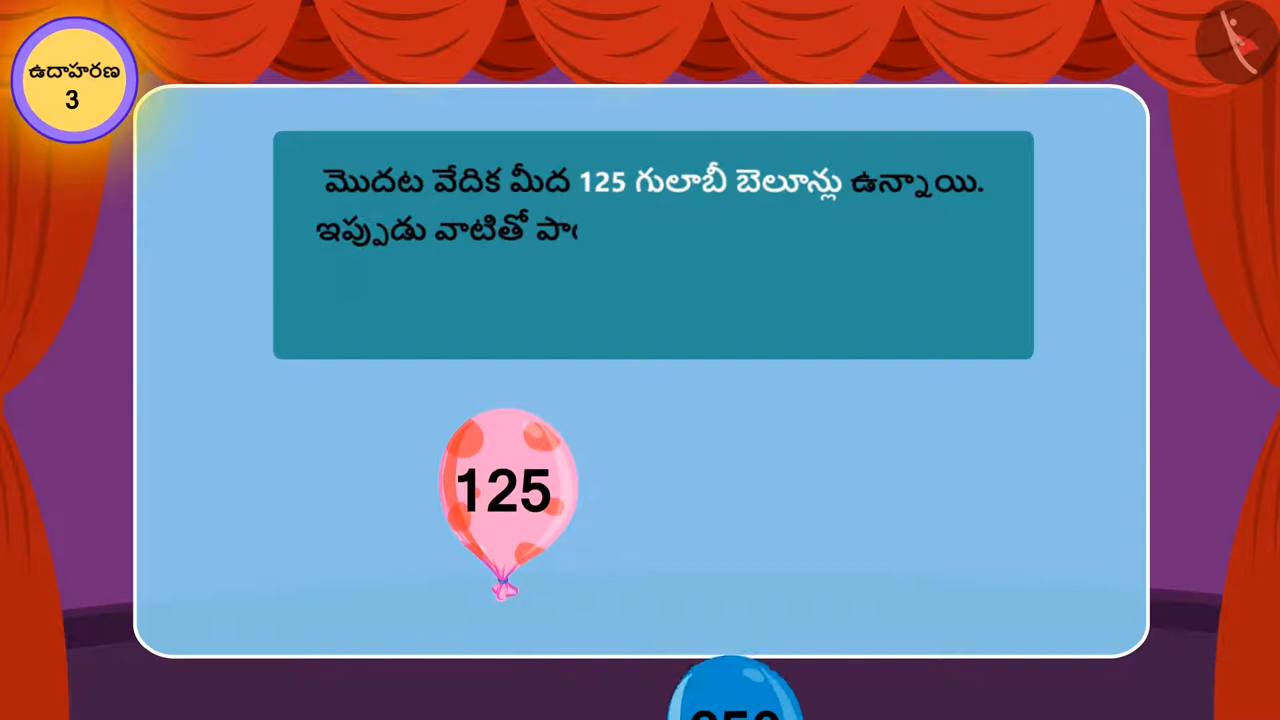 ఉదాహరణ
3
మొదట వేదిక మీద 125 గులాబీ బెలూన్లు ఉన్నాయి.
ఇప్పుడు వాటితో
125